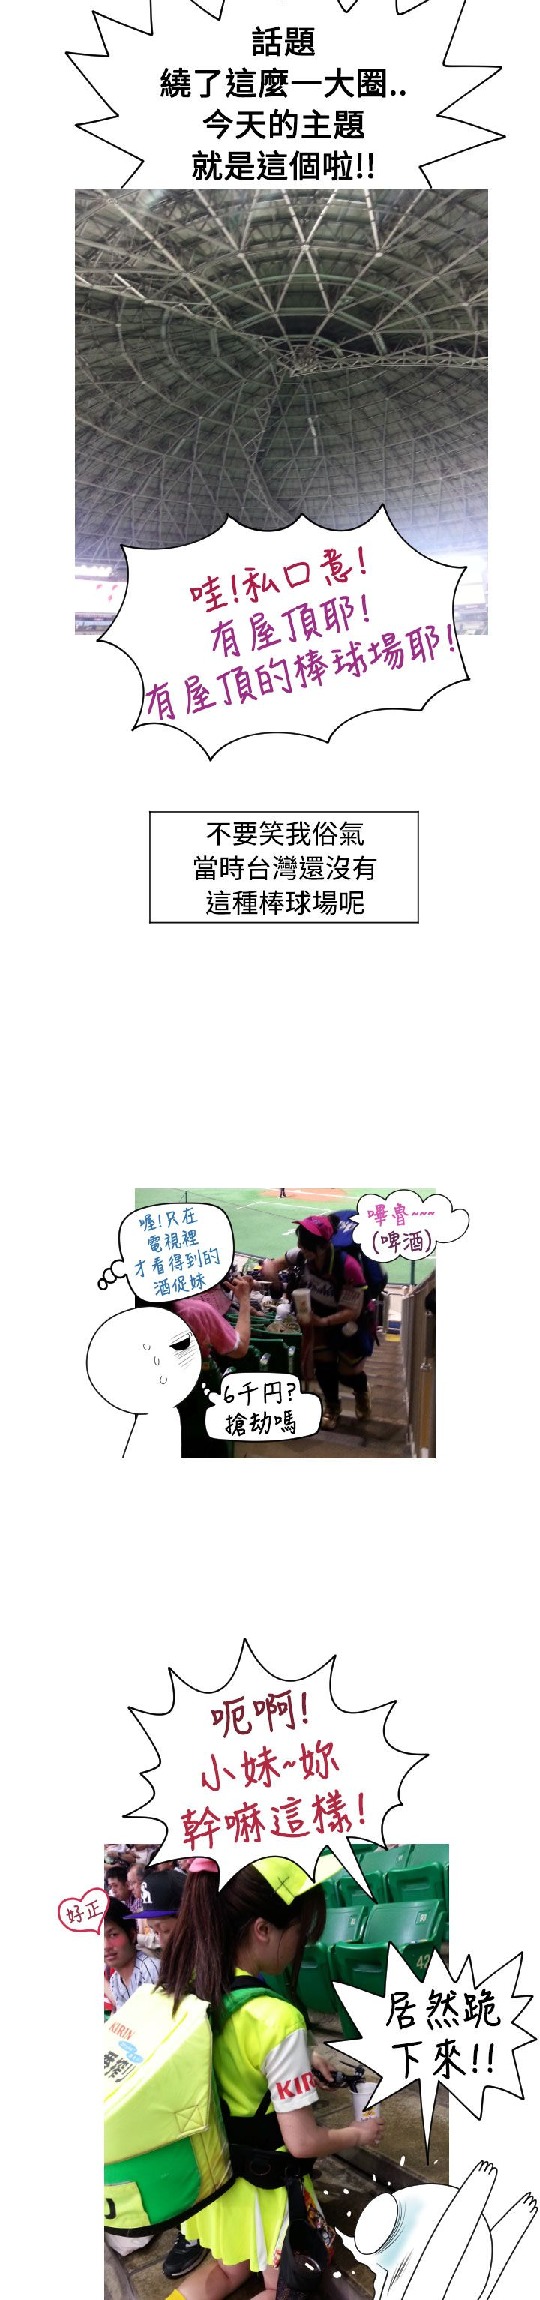 話題
繞了這麼一大圈..
今天的主題
就是這個啦!!
哇!私口意!
有屋頂耶!
有屋頂的棒球場耶!
不要笑我俗氣
當時台灣還沒有
這種棒球場呢
喔!只在
電視裡
才看得到的
酒促妹
嗶睿~~~
(啤酒)
6千円?
搶劫嗎
呃啊!
小妹~妳
幹嘛這樣!
好正
居然跪
下來!!
42
KIRIN
KIR